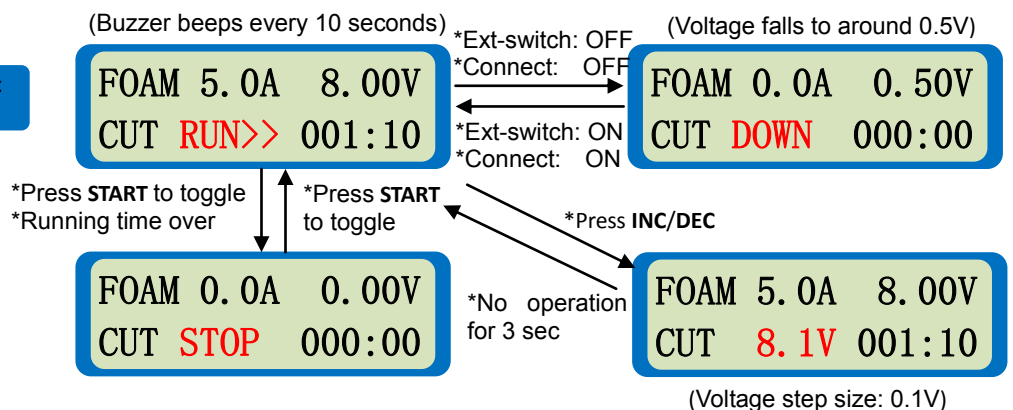 (Buzzer beeps every 10 seconds)
*Ext-switch: OFF
*Connect: OFF
(Voltage falls to around 0.5V)
FOAM 5.0A 8.00V
CUT RUN>> 001:10
FOAM 0.0A 0.50V
CUT DOWN 000:00
*Ext-switch: ON
*Connect: ON
*Press START to toggle
*Running time over
*Press START
to toggle
*Press INC/DEC
FOAM 0.0A 0.00V
CUT STOP 000:00
*No operation
for 3 sec
FOAM 5.0A 8.00V
CUT 8.1V 001:10
(Voltage step size: 0.1V)